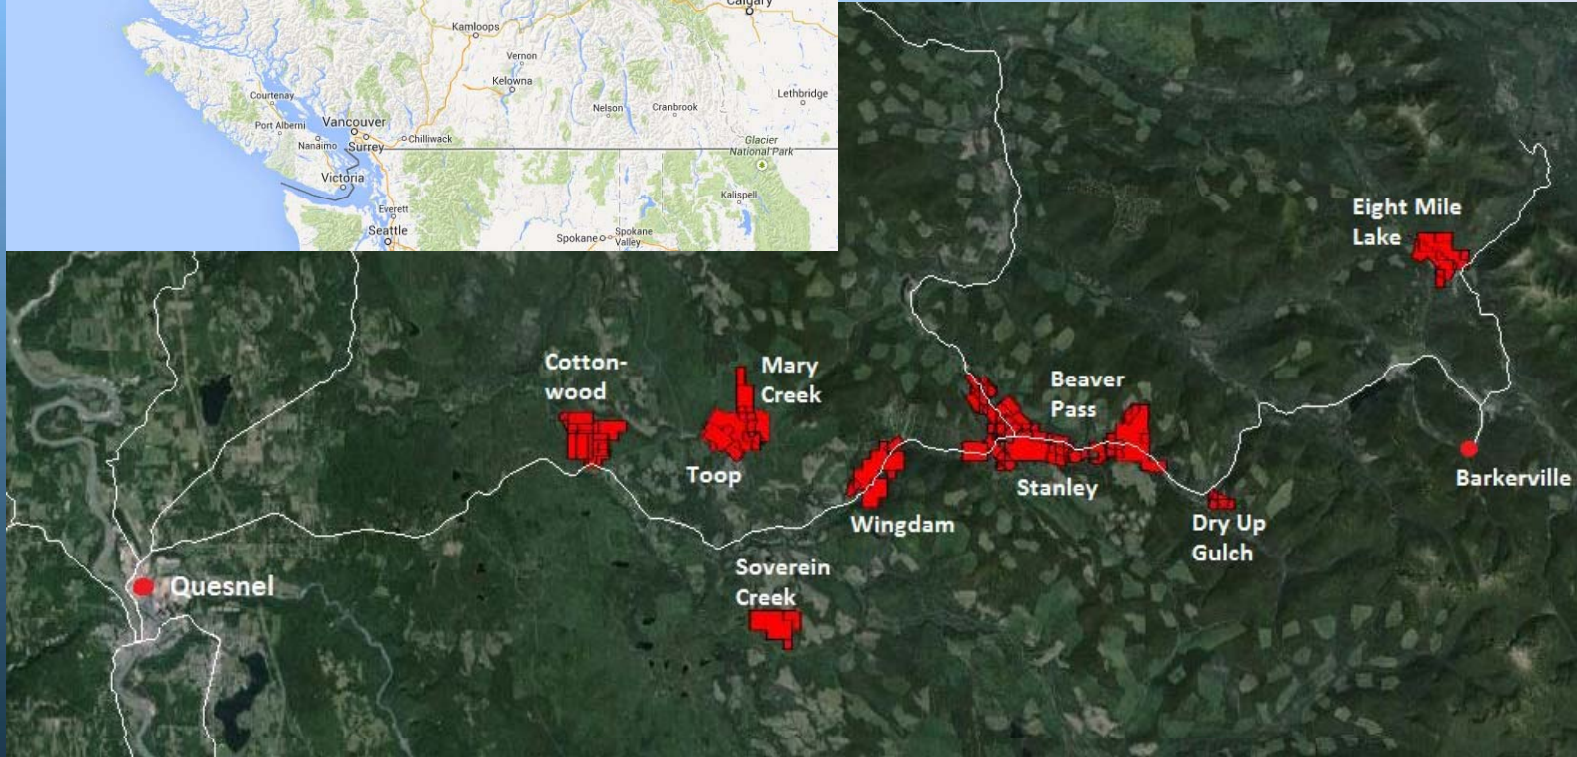 Calgary
Kamloops
Vernon
Kelowna
Courtenay
Nelson
Cranbrook
Lethbridge
Port Alberni
Vancouver
Nanaimo
Surrey
Chilliwack
Glacier
National Park
Victoria
Kalispell
Everett
Seattle
Spokane
Spokane
Valley
Eight Mile
Lake
Cotton-
wood
Mary
Creek
Beaver
Pass
Toop
Stanley
Barkerville
Wingdam
Dry Up
Gulch
Soverein
Creek
Quesnel